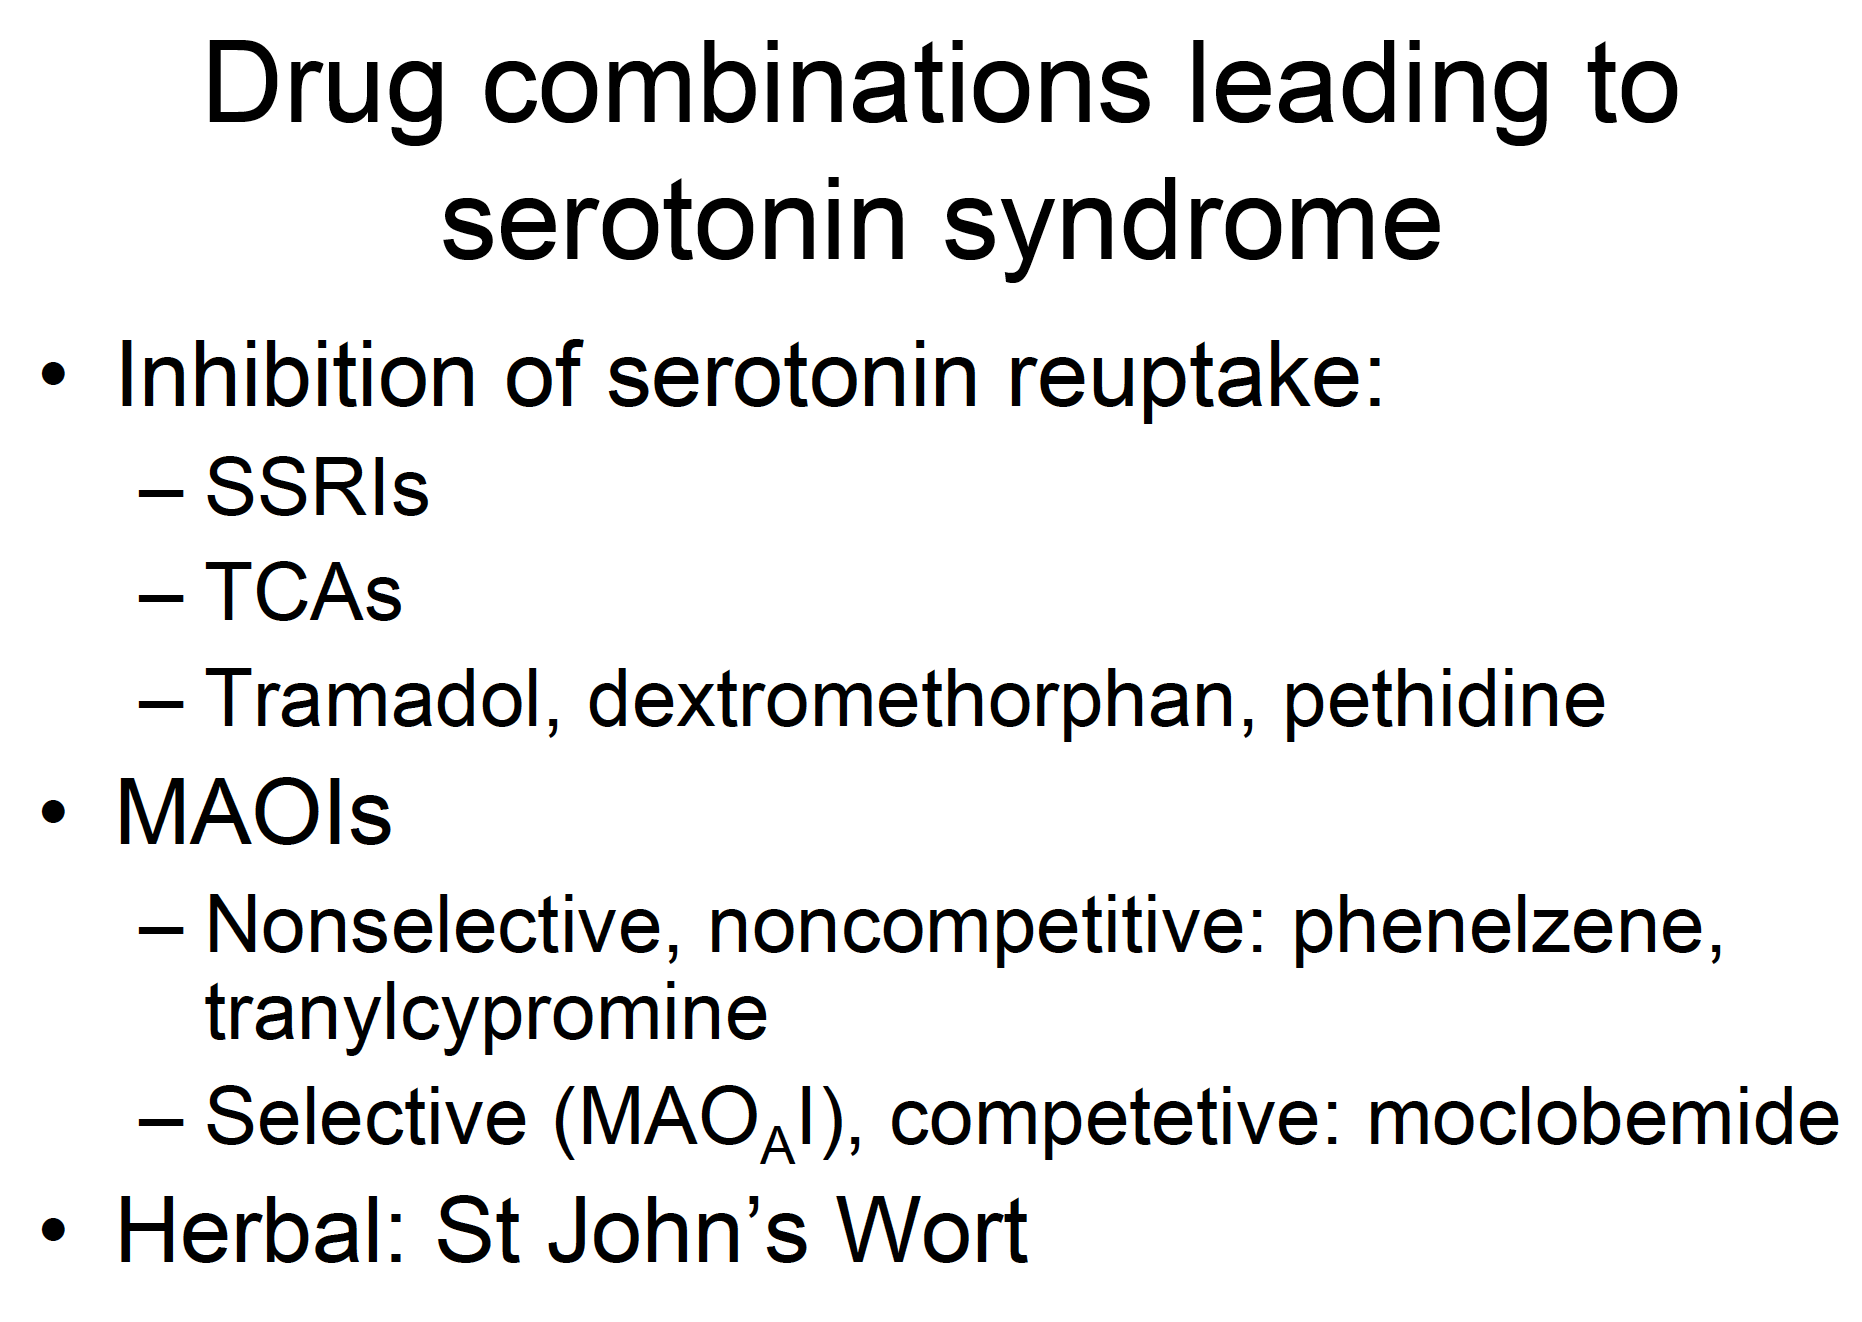 Drug combinations leading to
serotonin syndrome
• Inhibition of serotonin reuptake:
– SSRIs
– TCAs
– Tramadol, dextromethorphan, pethidine
• MAOIs
– Nonselective, noncompetitive: phenelzene,
tranylcypromine
– Selective (MAOAI), competetive: moclobemide
• Herbal: St John’s Wort